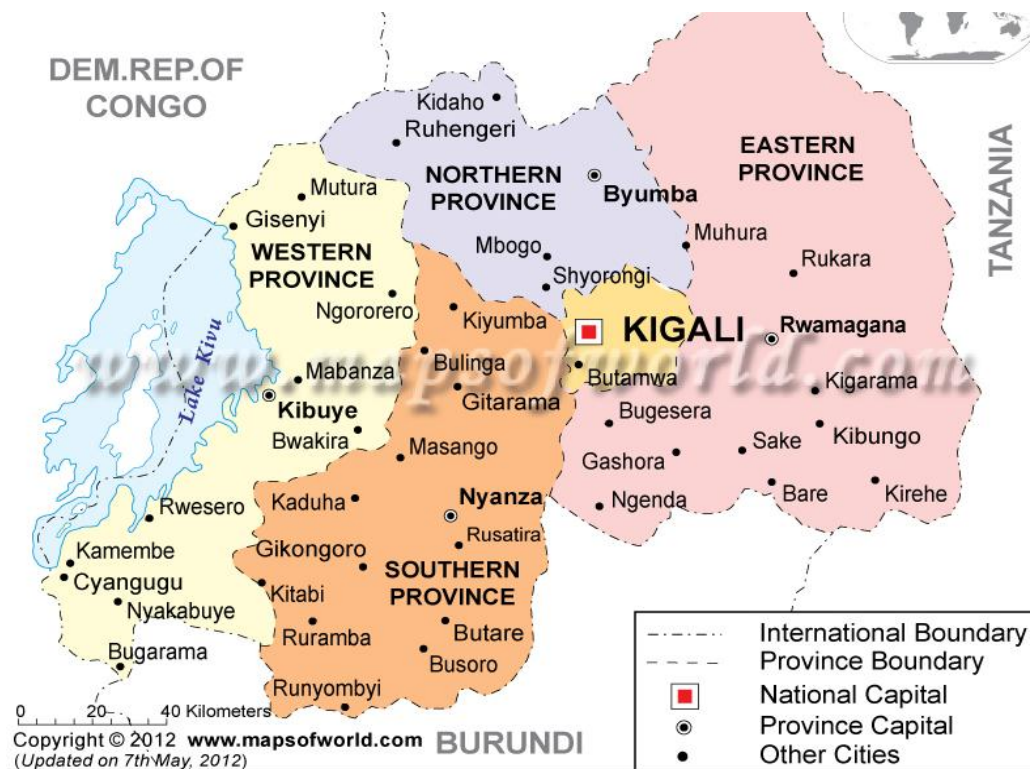 DEM.REP.OF
CONGO
Kidaho
Ruhengeri
NORTHERN
PROVINCE
Byumba
Mbogo
Shyorongi
EASTERN
PROVINCE
TANZANIA
Muhura
Rukara
Rwamagana
Kigarama
Kibungo
Sake
Bare
Kirehe
Bugesera
Gashora
Ngenda
KIGALI
Butamwa
Mutura
Gisenyi
WESTERN
PROVINCE
Ngororero
Lake Kivu
Mabanza
Kibuye
Bwakira
Rwesero
Kamembe
Cyangugu
Nyakabuye
Bugarama
Kiyumba
Bulinga
Gitarama
Masango
Kaduha
Nyanza
Rusatira
Gikongoro
SOUTHERN
PROVINCE
Kitabi
Ruramba
Butare
Busoro
Runyombyi
www.mapsofworld.com
BURUNDI
0 20 40 Kilometers
Copyright © 2012 www.mapsofworld.com
(Updated on 7th May, 2012)
International Boundary
Province Boundary
National Capital
Province Capital
Other Cities